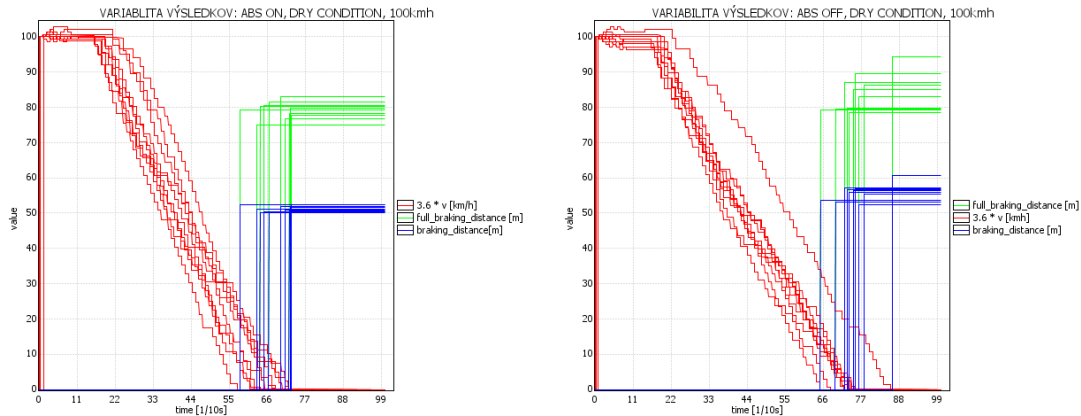 VARIABLITA VÝSLEDKOV: ABS ON, DRY CONDITION, 100kmh
100
90
80
70
60
50
40
30
20
10
0
value
0 11 22 33 44 55 66 77 88 99
time [1/10s]
3.6 * v [km/h]
full_braking_distance [m]
braking_distance[m]
VARIABILITA VÝSLEDKOV: ABS OFF, DRY CONDITION, 100kmh
100
90
80
70
60
50
40
30
20
10
0
value
0 11 22 33 44 55 66 77 88 99
time [1/10s]
full_braking_distance [m]
3.6 * v [kmh]
braking_distance [m]